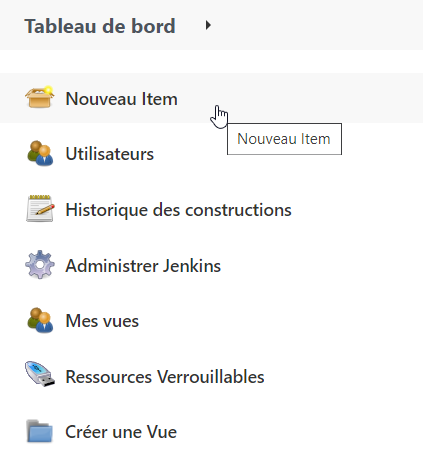 Tableau de bord
Nouveau Item
Nouveau Item
Utilisateurs
Historique des constructions
Administrer Jenkins
Mes vues
Ressources Verrouillables
Créer une Vue